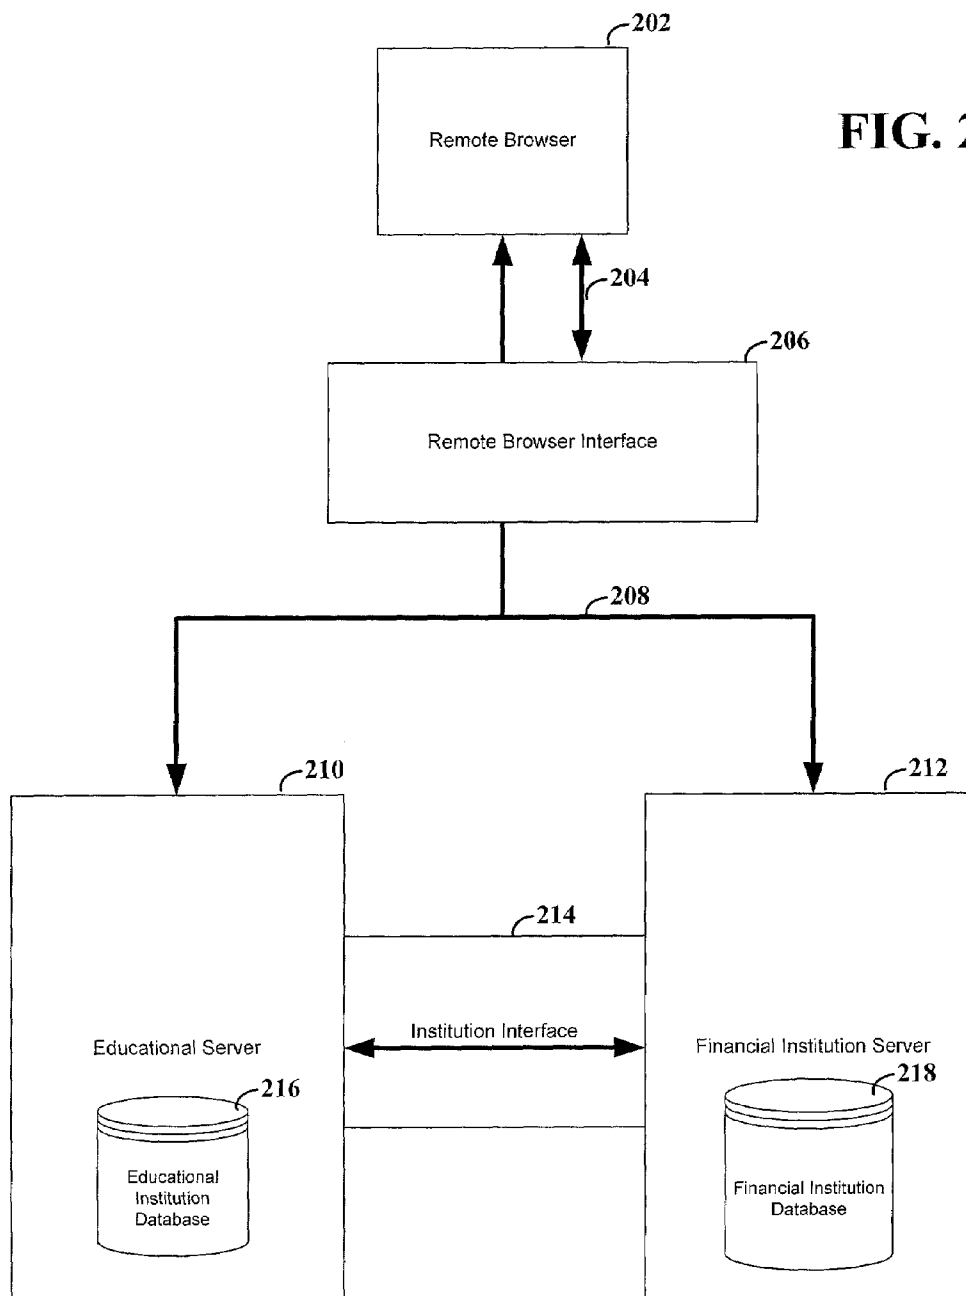 202
FIG. 2
Remote Browser
204
206
Remote Browser Interface
208
210
212
214
Institution Interface
Educational Server
Financial Institution Server
216
218
Educational
Institution
Database
Financial Institution
Database